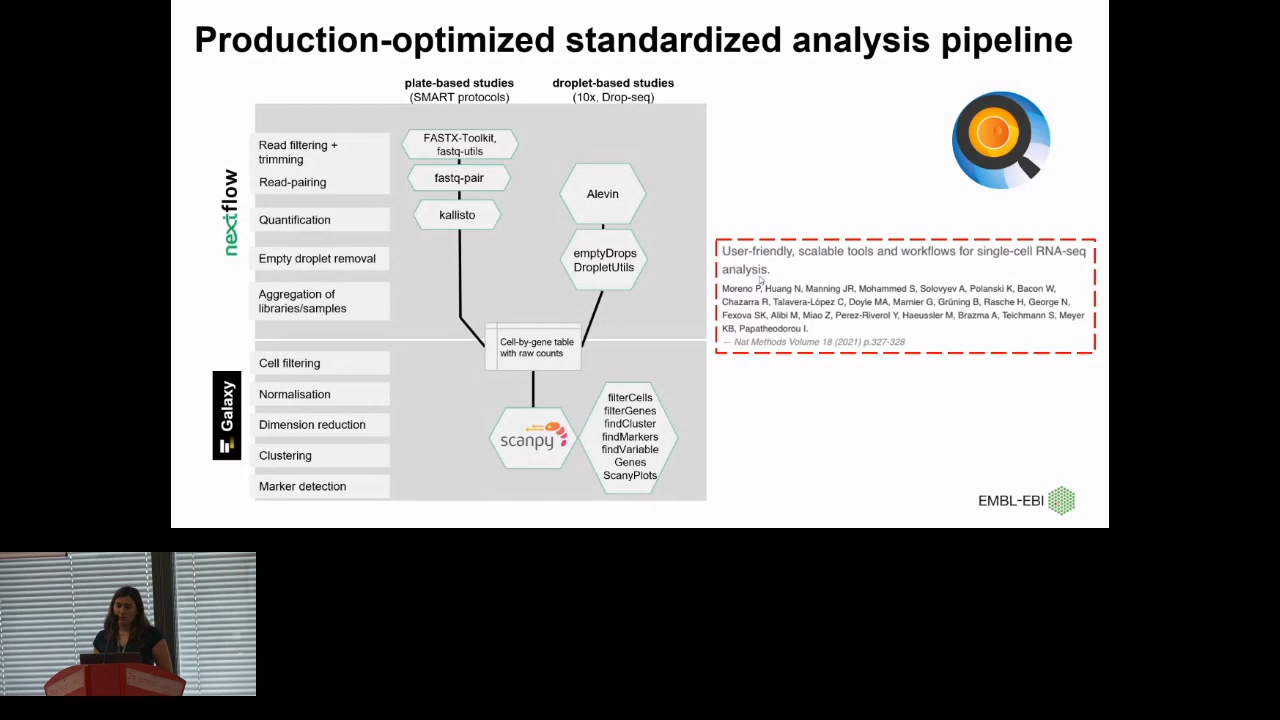 Production-optimized standardized analysis pipeline
plate-based studies
(SMART protocols)
droplet-based studies
(10x, Drop-seq)
nextflow
Read filtering +
trimming
Read-pairing
Quantification
Empty droplet removal
Aggregation of
libraries/samples
FASTX-Toolkit,
fastq-utils
fastq-pair
kallisto
Alevin
emptyDrops
DropletUtils
Cell-by-gene table
with raw counts
Galaxy
Cell filtering
Normalisation
Dimension reduction
Clustering
Marker detection
scanpy
filterCells
filterGenes
findCluster
findMarkers
findVariable
Genes
ScanyPlots
User-friendly, scalable tools and workflows for single-cell RNA-seq
analysis.
Moreno P, Huang N, Manning JR, Mohammed S, Solovyev A, Polanski K, Bacon W,
Chazarra R, Talavera-López C, Doyle MA, Marnier G, Grüning B, Rasche H, George N,
Fexova SK, Alibi M, Miao Z, Perez-Riverol Y, Haeussler M, Brazma A, Teichmann S, Meyer
KB, Papatheodorou I.
— Nat Methods Volume 18 (2021) p.327-328
EMBL-EBI